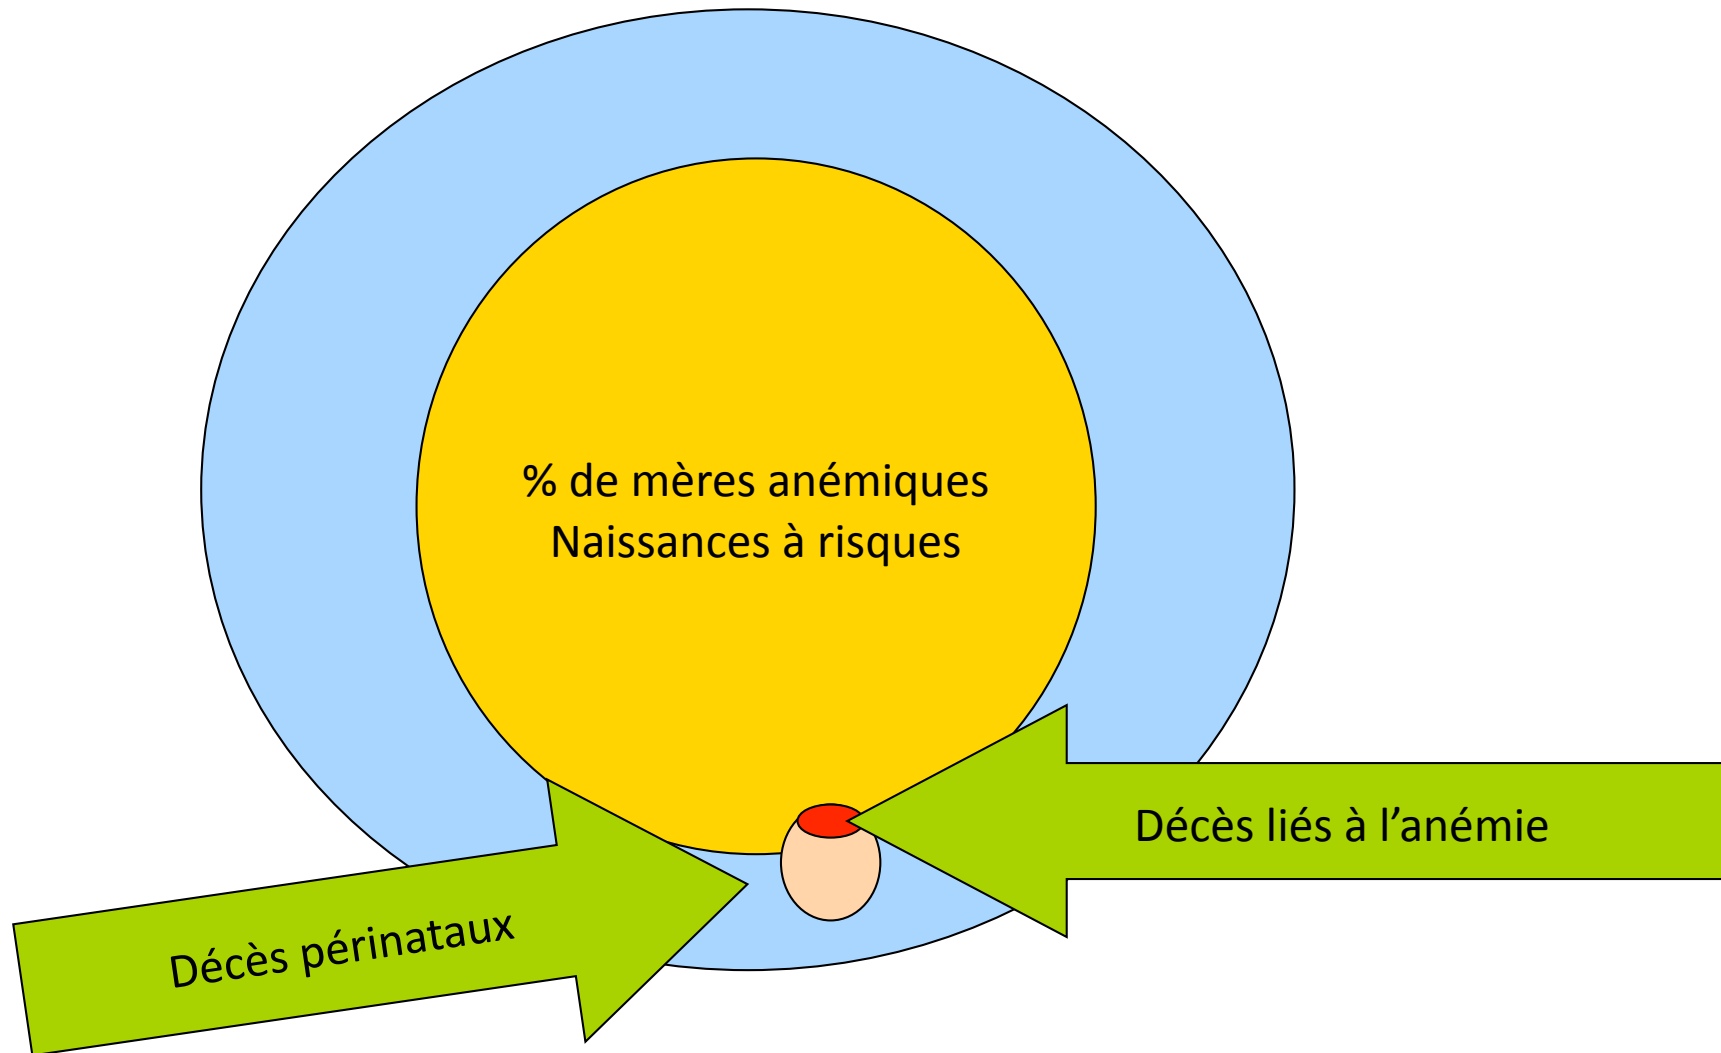 % de mères anémiques
Naissances à risques
Décès liés à l’anémie
Décès périnataux